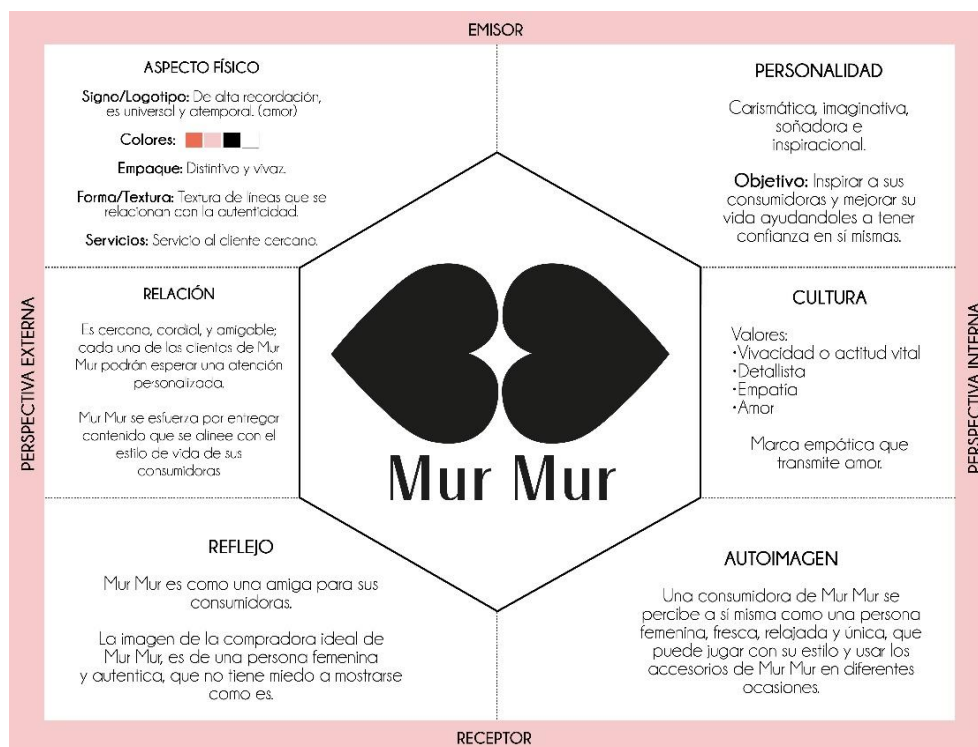 EMISOR
ASPECTO FÍSICO
Signo/Logotipo: De alta recordación,
es universal y atemporal. (amor)
Colores:
Empaque: Distintivo y vivaz.
Forma/Textura: Textura de líneas que se
relacionan con la autenticidad.
Servicios: Servicio al cliente cercano.
PERSONALIDAD
Carismática, imaginativa,
soñadora e
inspiracional.
Objetivo: Inspirar a sus
consumidoras y mejorar su
vida ayudandoles a tener
confianza en sí mismas.
PERSPECTIVA EXTERNA
RELACIÓN
Es cercana, cordial, y amigable;
cada una de las clientas de Mur
Mur podrán esperar una atención
personalizada.
Mur Mur se esfuerza por entregar
contenido que se alinee con el
estilo de vida de sus
consumidoras
Mur Mur
CULTURA
Valores:
•Vivacidad o actitud vital
•Detallista
•Empatía
•Amor
Marca empática que
transmite amor.
PERSPECTIVA INTERNA
REFLEJO
Mur Mur es como una amiga para sus
consumidoras.
La imagen de la compradora ideal de
Mur Mur, es de una persona femenina
y autentica, que no tiene miedo a mostrarse
como es.
AUTOIMAGEN
Una consumidora de Mur Mur se
percibe a sí misma como una persona
femenina, fresca, relajada y única, que
puede jugar con su estilo y usar los
accesorios de Mur Mur en diferentes
ocasiones.
RECEPTOR